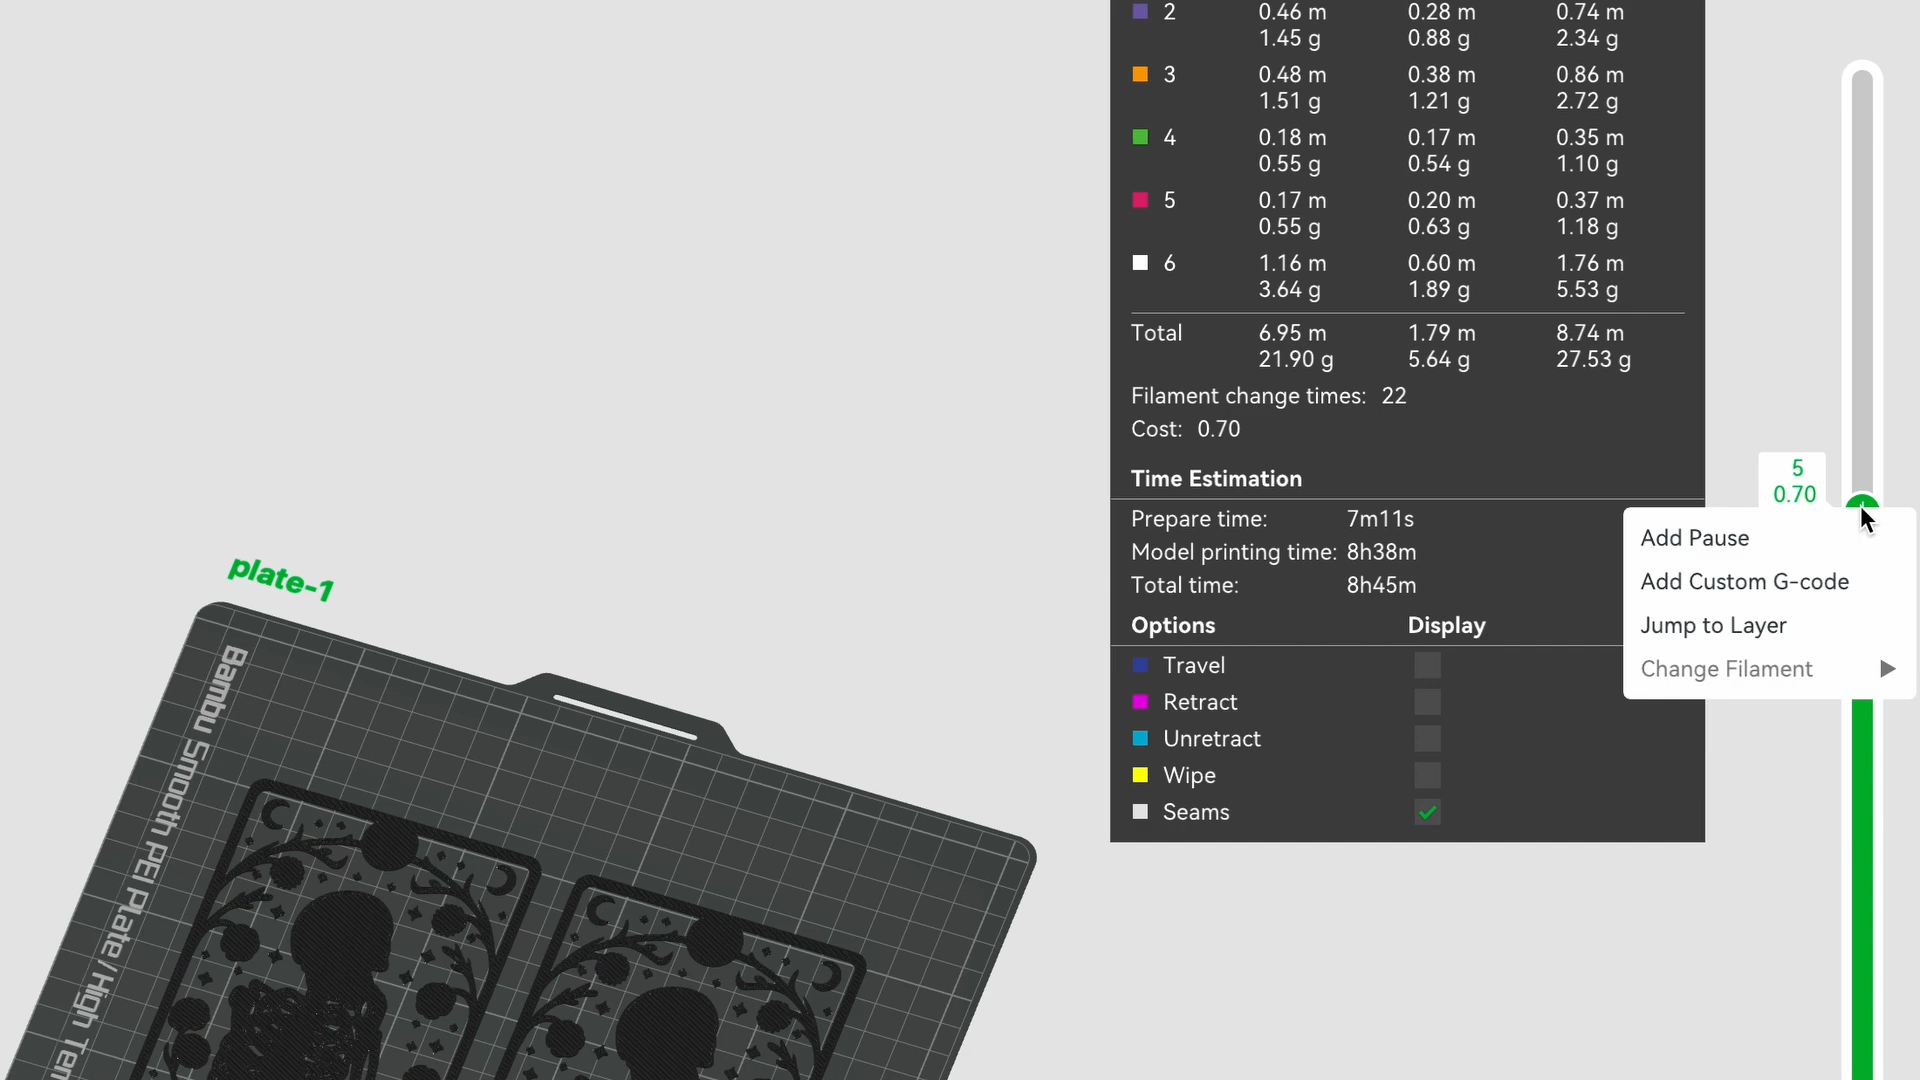 2 0.46 m 0.28 m 0.74 m
1.45 g 0.88 g 2.34 g
3 0.48 m 0.38 m 0.86 m
1.51 g 1.21 g 2.72 g
4 0.18 m 0.17 m 0.35 m
0.55 g 0.54 g 1.10 g
5 0.17 m 0.20 m 0.37 m
0.55 g 0.63 g 1.18 g
6 1.16 m 0.60 m 1.76 m
3.64 g 1.89 g 5.53 g
Total 6.95 m 1.79 m 8.74 m
21.90 g 5.64 g 27.53 g
Filament change times: 22
Cost: 0.70
Time Estimation
Prepare time: 7m11s
Model printing time: 8h38m
Total time: 8h45m
Options Display
Travel
Retract
Unretract
Wipe
Seams
5
0.70
Add Pause
Add Custom G-code
Jump to Layer
Change Filament
plate-1
Bambu Smooth PEI Plate/High